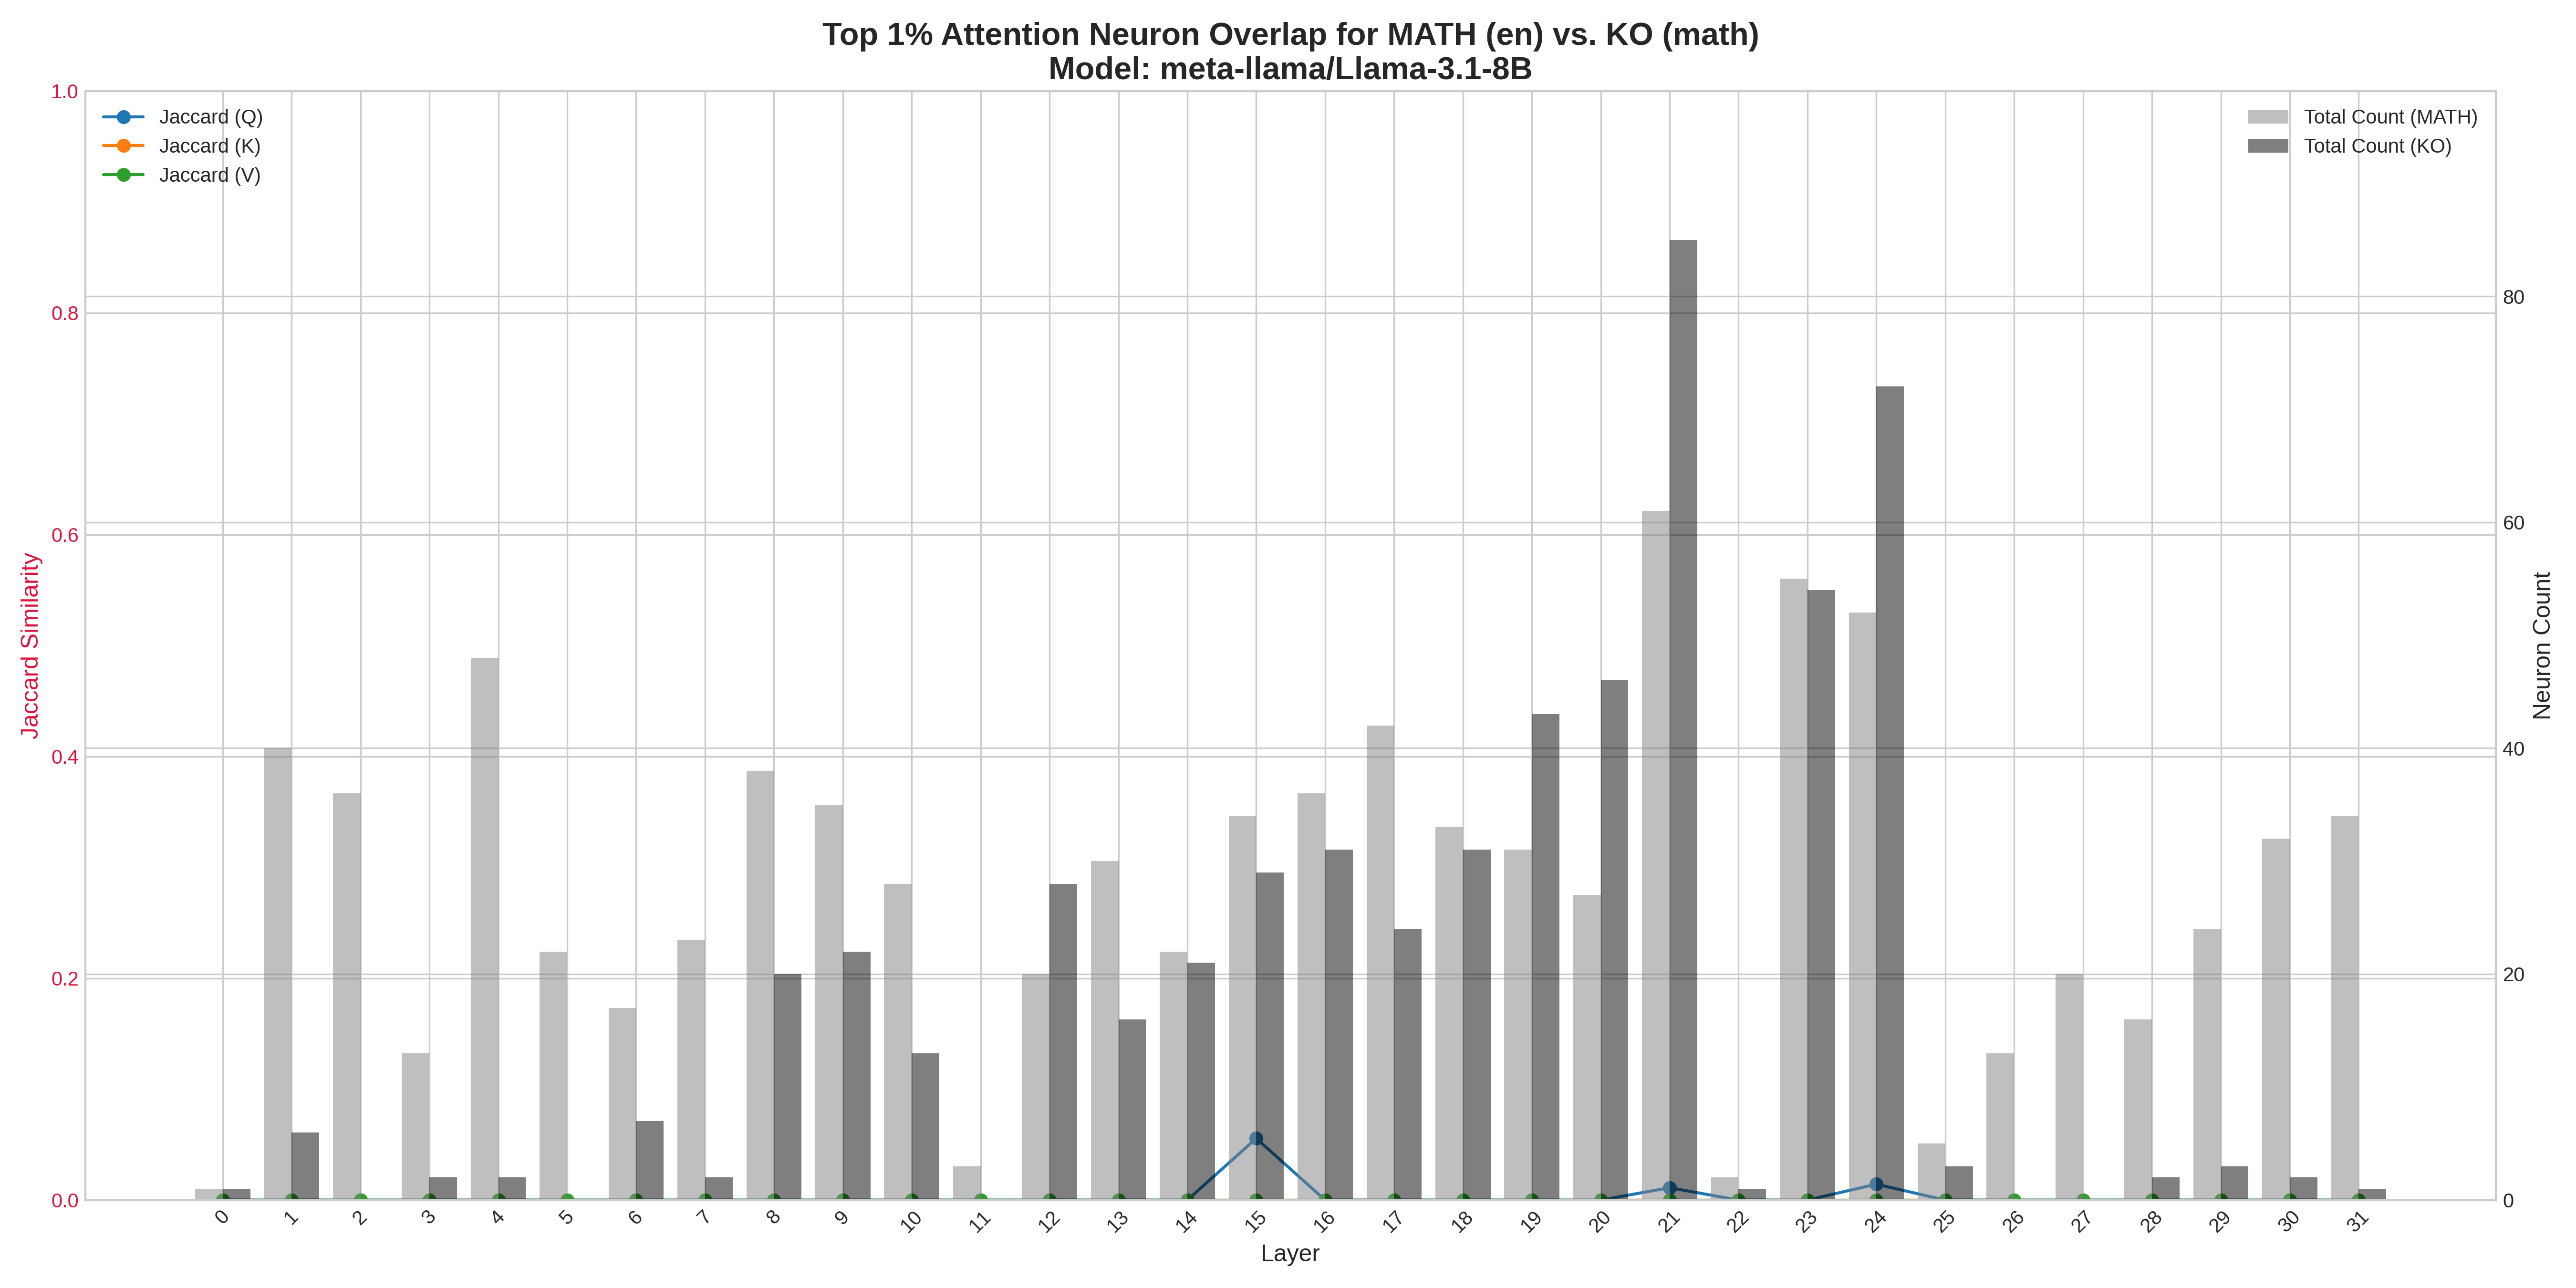 Top 1% Attention Neuron Overlap for MATH (en) vs. KO (math)
Model: meta-llama/Llama-3.1-8B
Jaccard (Q)
Jaccard (K)
Jaccard (V)
Total Count (MATH)
Total Count (KO)
Jaccard Similarity
1.0
0.8
0.6
0.4
0.2
0.0
Neuron Count
80
60
40
20
0
0 1 2 3 4 5 6 7 8 9 10 11 12 13 14 15 16 17 18 19 20 21 22 23 24 25 26 27 28 29 30 31
Layer